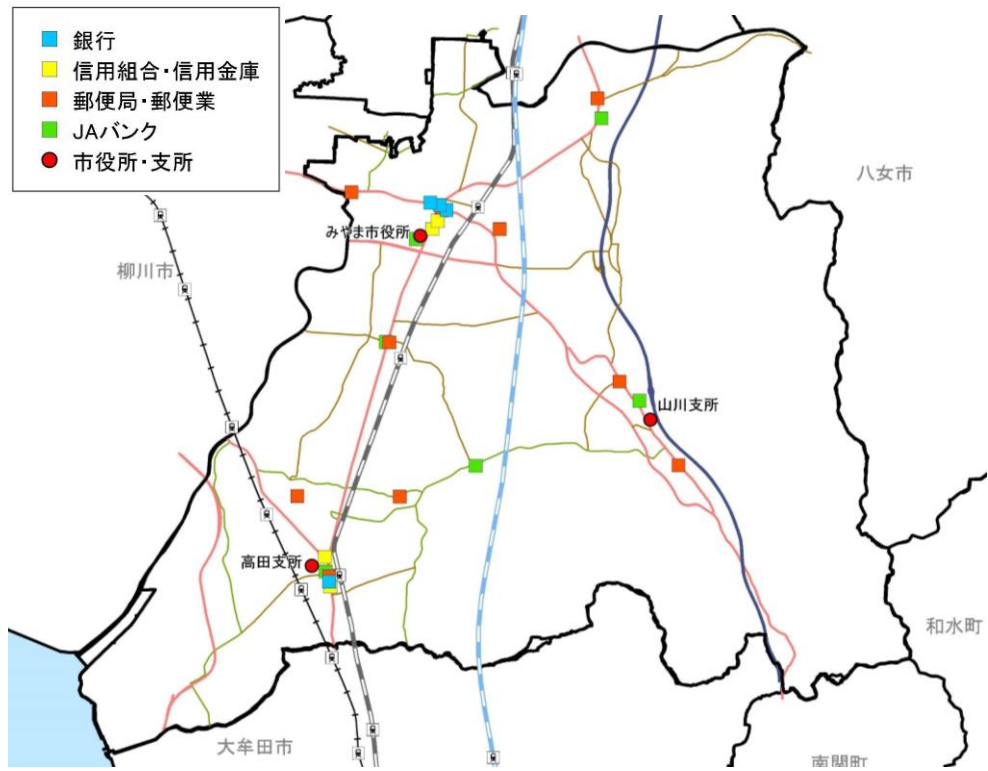 銀行
信用組合・信用金庫
郵便局・郵便業
JAバンク
市役所・支所
八女市
みやま市役所
柳川市
山川支所
高田支所
和水町
大牟田市
南関町